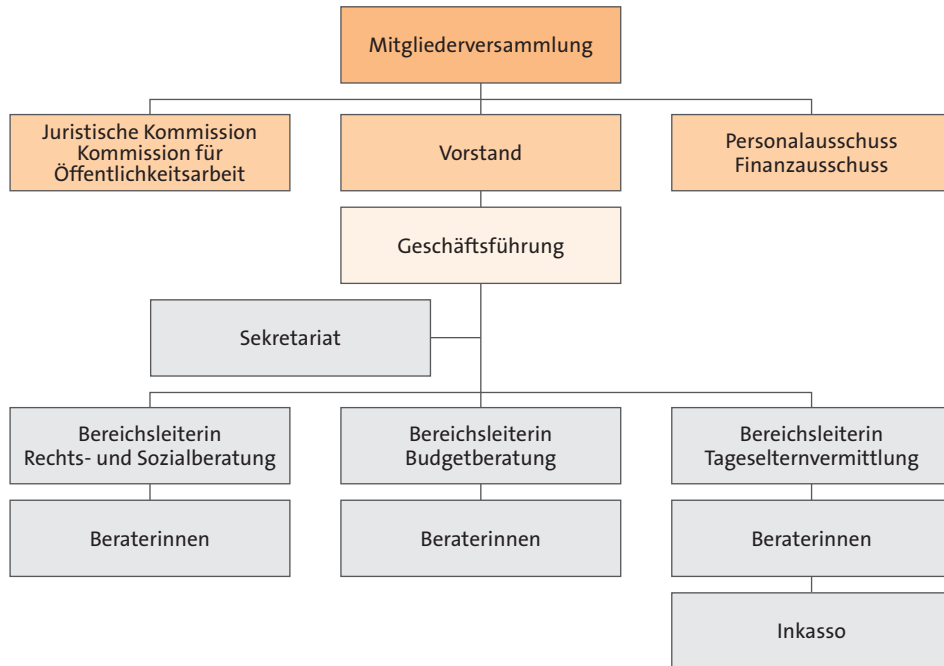 Mitgliederversammlung
Juristische Kommission
Kommission für
Öffentlichkeitsarbeit
Vorstand
Personalausschuss
Finanzausschuss
Geschäftsführung
Sekretariat
Bereichsleiterin
Rechts- und Sozialberatung
Bereichsleiterin
Budgetberatung
Bereichsleiterin
Tageselternvermittlung
Beraterinnen
Beraterinnen
Beraterinnen
Inkasso